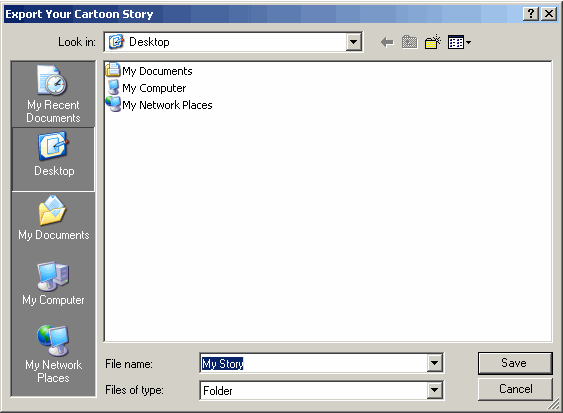 Export Your Cartoon Story
Look in: Desktop
My Recent
Documents
Desktop
My Documents
My Computer
My Network
Places
My Documents
My Computer
My Network Places
File name: My Story Save
Files of type: Folder Cancel